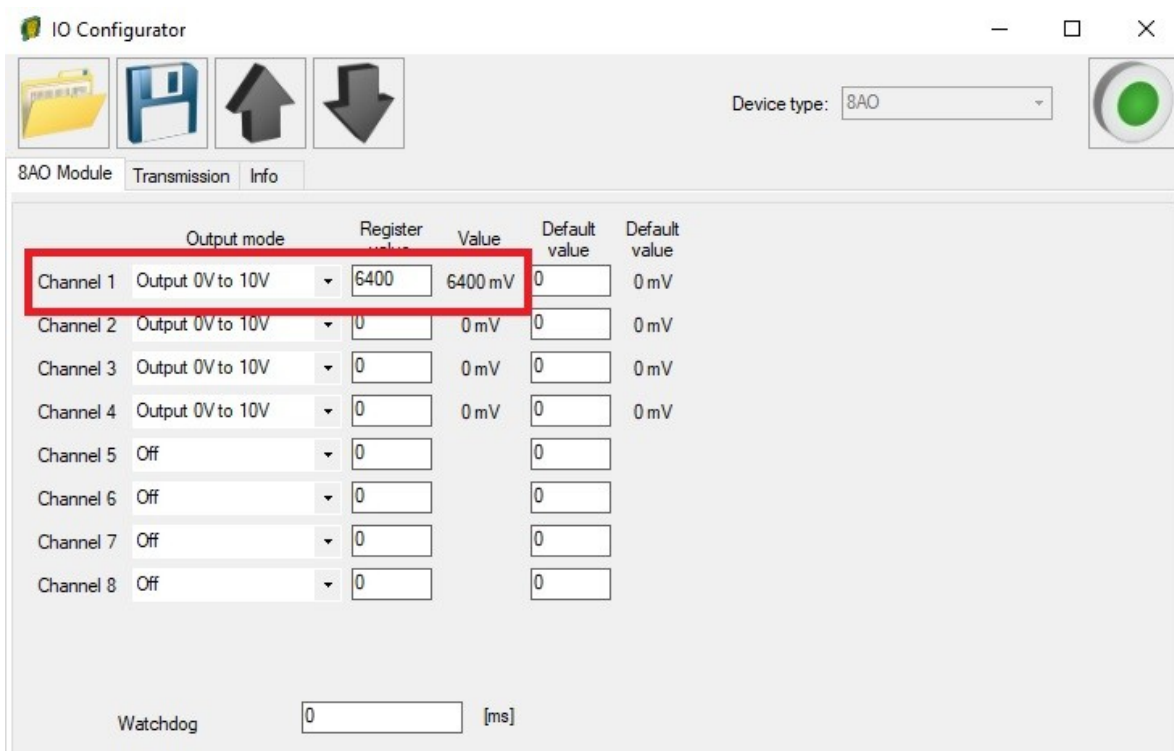 IO Configurator
Device type: 8AO
8AO Module Transmission Info
Output mode Register value Value Default value Default value
Channel 1 Output 0V to 10V 6400 6400 mV 0 0 mV
Channel 2 Output 0V to 10V 0 0 mV 0 0 mV
Channel 3 Output 0V to 10V 0 0 mV 0 0 mV
Channel 4 Output 0V to 10V 0 0 mV 0 0 mV
Channel 5 Off 0 0
Channel 6 Off 0 0
Channel 7 Off 0 0
Channel 8 Off 0 0
Watchdog 0 [ms]